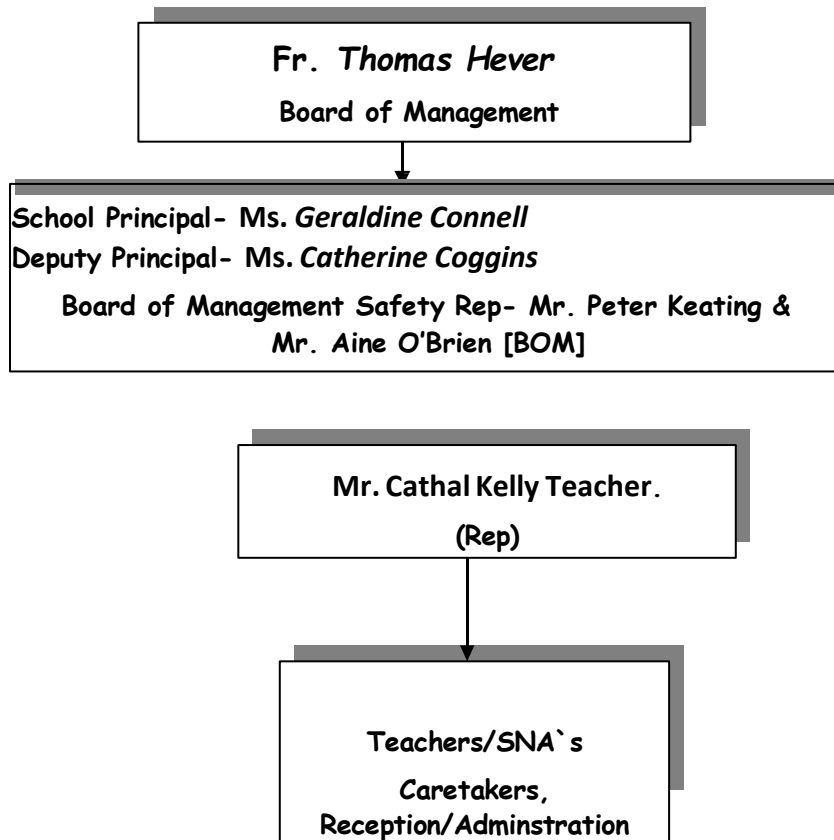 Fr. Thomas Hever
Board of Management
School Principal- Ms. Geraldine Connell
Deputy Principal- Ms. Catherine Coggins
Board of Management Safety Rep- Mr. Peter Keating &
Mr. Aine O'Brien [BOM]
Mr. Cathal Kelly Teacher.
(Rep)
Teachers/SNA`s
Caretakers,
Reception/Adminstration